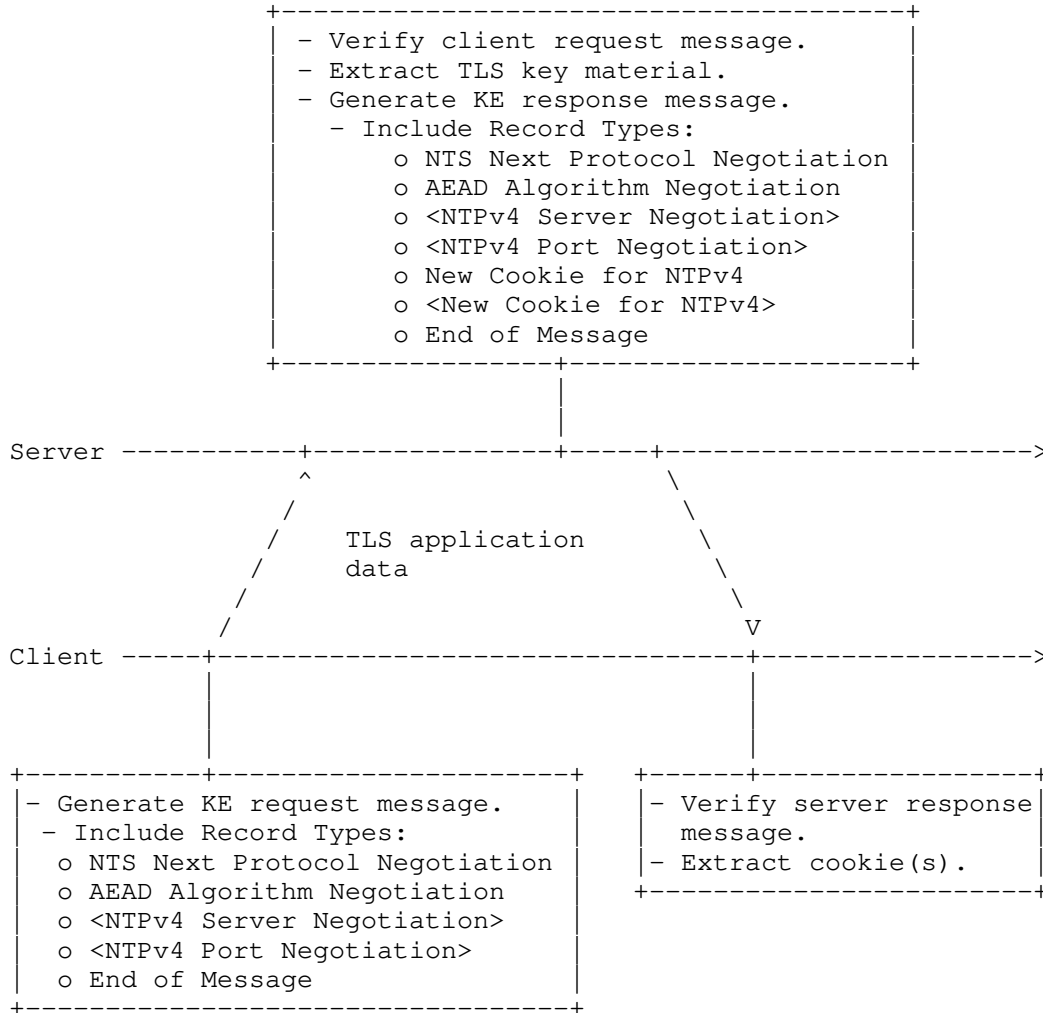 - Verify client request message.
- Extract TLS key material.
- Generate KE response message.
- Include Record Types:
o NTS Next Protocol Negotiation
o AEAD Algorithm Negotiation
o <NTPv4 Server Negotiation>
o <NTPv4 Port Negotiation>
o New Cookie for NTPv4
o <New Cookie for NTPv4>
o End of Message
Server
TLS application
data
Client
- Generate KE request message.
- Include Record Types:
o NTS Next Protocol Negotiation
o AEAD Algorithm Negotiation
o <NTPv4 Server Negotiation>
o <NTPv4 Port Negotiation>
o End of Message
- Verify server response
message.
- Extract cookie(s).